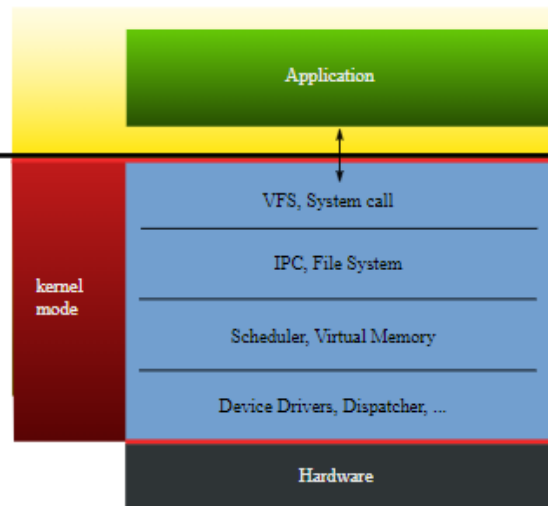 Application
VFS, System call
IPC, File System
kernel
mode
Scheduler, Virtual Memory
Device Drivers, Dispatcher, ...
Hardware